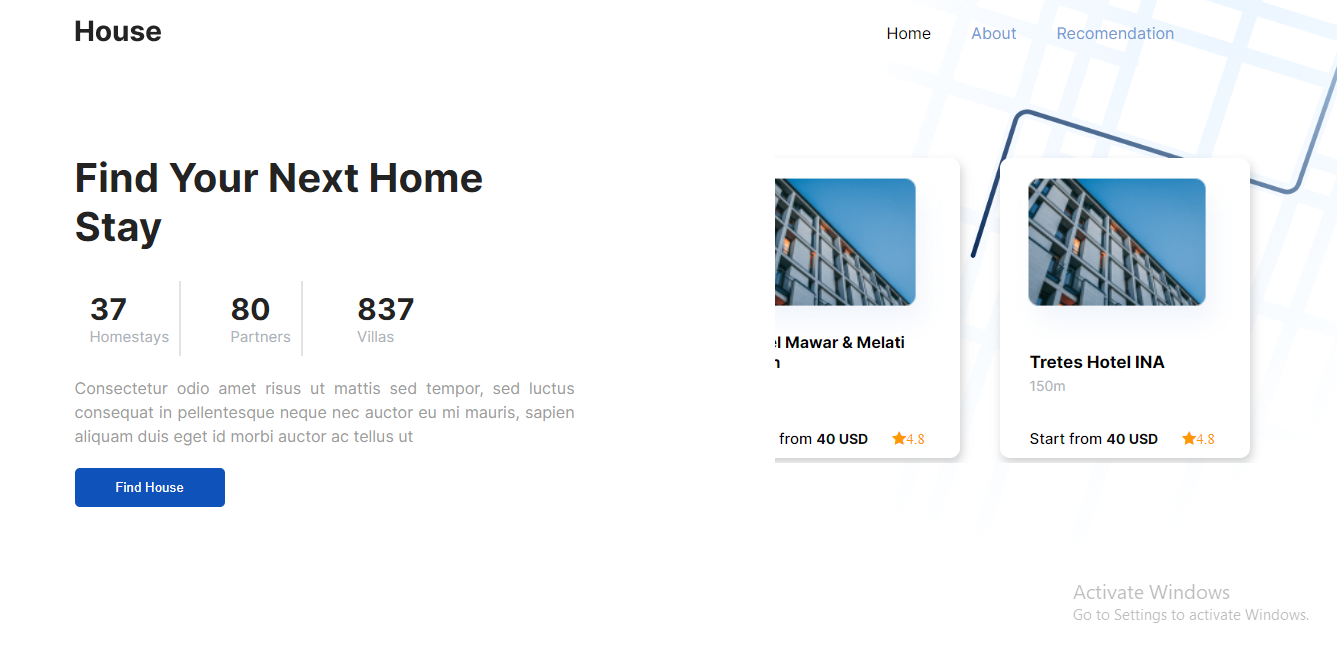 House
Home About Recomendation
Find Your Next Home
Stay
37 80 837
Homestays Partners Villas
Consectetur odio amet risus ut mattis sed tempor, sed luctus
consequat in pellentesque neque nec auctor eu mi mauris, sapien
aliquam duis eget id morbi auctor ac tellus ut
Find House
Mawar & Melati
from 40 USD 4.8
Tretes Hotel INA
150m
Start from 40 USD 4.8
Activate Windows
Go to Settings to activate Windows.